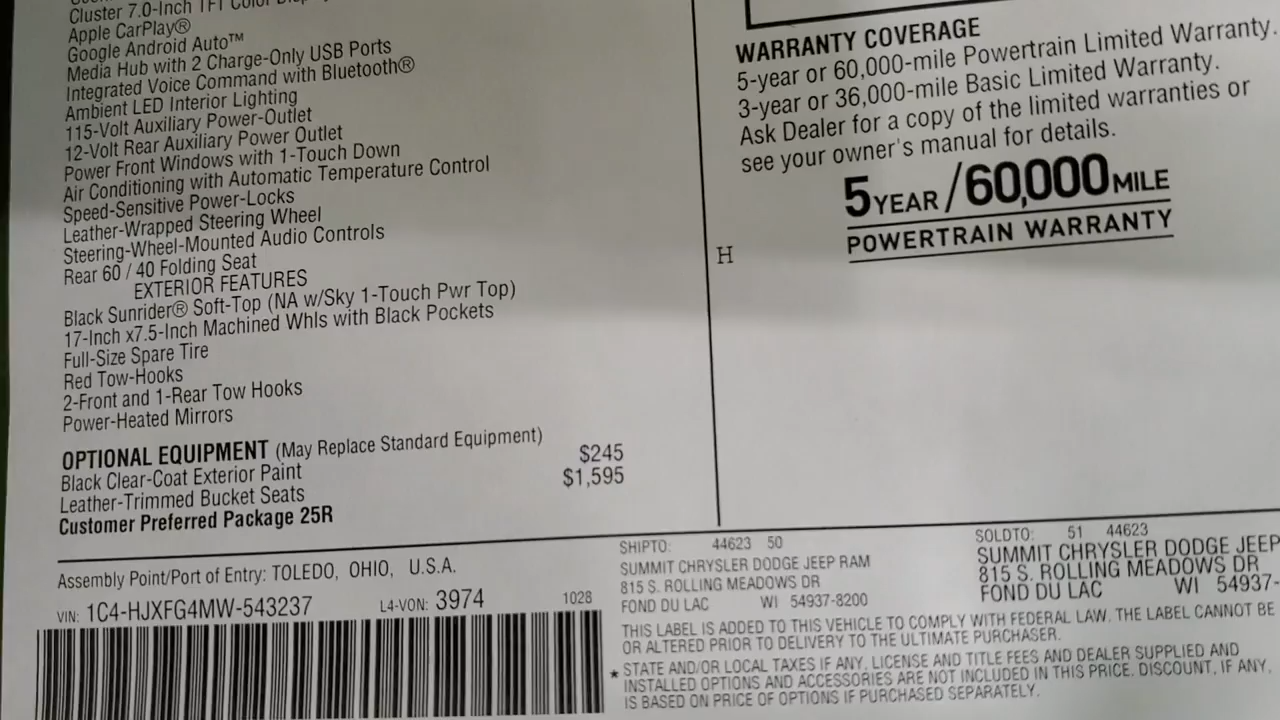 Cluster 7.0-Inch TFT Color
Apple CarPlay®
Google Android Auto™
Media Hub with 2 Charge-Only USB Ports
Integrated Voice Command with Bluetooth®
Ambient LED Interior Lighting
115-Volt Auxiliary Power-Outlet
12-Volt Rear Auxiliary Power Outlet
Power Front Windows with 1-Touch Down
Air Conditioning with Automatic Temperature Control
Speed-Sensitive Power-Locks
Leather-Wrapped Steering Wheel
Steering-Wheel-Mounted Audio Controls
Rear 60 / 40 Folding Seat
EXTERIOR FEATURES
Black Sunrider® Soft-Top (NA w/Sky 1-Touch Pwr Top)
17-Inch x7.5-Inch Machined Whls with Black Pockets
Full-Size Spare Tire
Red Tow-Hooks
2-Front and 1-Rear Tow Hooks
Power-Heated Mirrors
OPTIONAL EQUIPMENT (May Replace Standard Equipment)
Black Clear-Coat Exterior Paint $245
Leather-Trimmed Bucket Seats $1,595
Customer Preferred Package 25R
WARRANTY COVERAGE
5-year or 60,000-mile Powertrain Limited Warranty.
3-year or 36,000-mile Basic Limited Warranty.
Ask Dealer for a copy of the limited warranties or
see your owner's manual for details.
5 YEAR / 60,000 MILE
POWERTRAIN WARRANTY
H
Assembly Point/Port of Entry: TOLEDO, OHIO, U.S.A.
VIN: 1C4-HJXFG4MW-543237 L4-VON: 3974 1028
SHIPTO: 44623 50
SUMMIT CHRYSLER DODGE JEEP RAM
815 S. ROLLING MEADOWS DR
FOND DU LAC WI 54937-8200
SOLDTO: 51 44623
SUMMIT CHRYSLER DODGE JEEP
815 S. ROLLING MEADOWS DR
FOND DU LAC WI 54937-
THIS LABEL IS ADDED TO THIS VEHICLE TO COMPLY WITH FEDERAL LAW. THE LABEL CANNOT BE
OR ALTERED PRIOR TO DELIVERY TO THE ULTIMATE PURCHASER.
* STATE AND/OR LOCAL TAXES IF ANY, LICENSE AND TITLE FEES AND DEALER SUPPLIED AND
INSTALLED OPTIONS AND ACCESSORIES ARE NOT INCLUDED IN THIS PRICE. DISCOUNT, IF ANY,
IS BASED ON PRICE OF OPTIONS IF PURCHASED SEPARATELY.